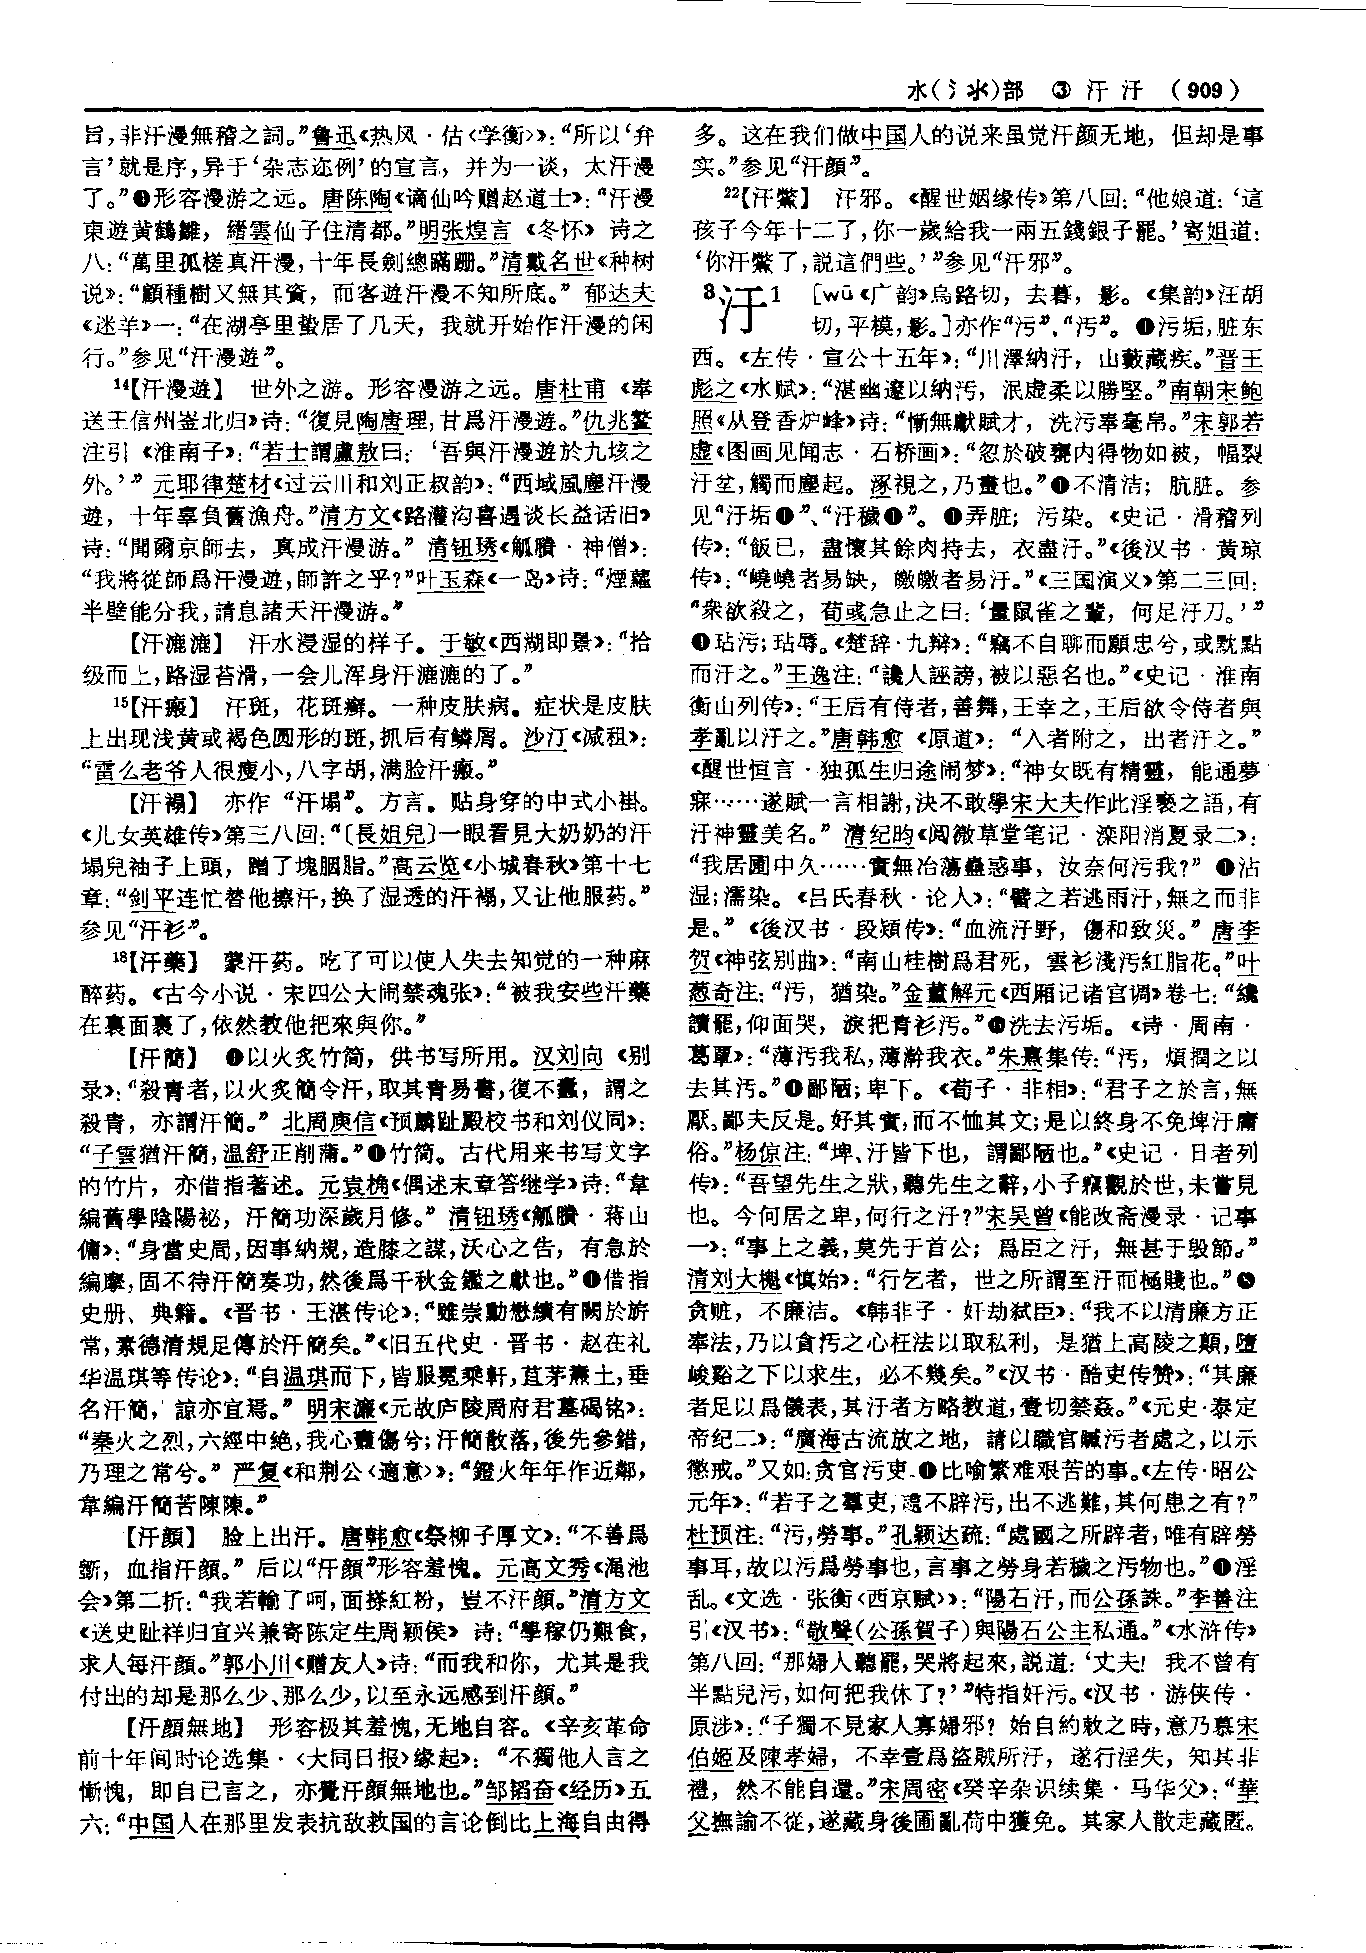 水(氵氺)部 ③ 汗 汙 (909)
旨,非汗漫無稽之詞。”鲁迅《热风·估〈学衡〉》:“所以‘弁
言’就是序,异于‘杂志迩例’的宣言,并为一谈,太汗漫
了。”❶形容漫游之远。唐陈陶《谪仙吟赠赵道士》:“汗漫
東遊黄鶴雛,縉雲仙子住清都。”明张煌言《冬怀》诗之
八:“萬里孤槎真汗漫,十年長劍總蹣跚。”清戴名世《种树
说》:“顧種樹又無其資,而客遊汗漫不知所底。”郁达夫
《迷羊》一:“在湖亭里蛰居了几天,我就开始作汗漫的闲
行。”参见“汗漫遊”。
14【汗漫遊】 世外之游。形容漫游之远。唐杜甫《奉
送王信州崟北归》诗:“復見陶唐理,甘爲汗漫遊。”仇兆鳌
注引《淮南子》:“若士謂盧敖曰:‘吾與汗漫遊於九垓之
外。’”元耶律楚材《过云川和刘正叔韵》:“西域風塵汗漫
遊,十年辜負舊漁舟。”清方文《路灌沟喜遇谈长益话旧》
诗:“聞爾京師去,真成汗漫游。”清钮琇《觚賸·神僧》:
“我將從師爲汗漫遊,師許之乎?”叶玉森《一岛》诗:“煙蘿
半壁能分我,請息諸天汗漫游。”
【汗漉漉】 汗水浸湿的样子。于敏《西湖即景》:“拾
级而上,路湿苔滑,一会儿浑身汗漉漉的了。”
15【汗瘢】 汗斑,花斑癣。一种皮肤病。症状是皮肤
上出现浅黄或褐色圆形的斑,抓后有鳞屑。沙汀《减租》:
“雷么老爷人很瘦小,八字胡,满脸汗瘢。”
【汗褟】 亦作“汗塌”。方言。贴身穿的中式小褂。
《儿女英雄传》第三八回:“〔長姐兒〕一眼看見大奶奶的汗
塌兒袖子上頭,蹭了塊胭脂。”高云览《小城春秋》第十七
章:“剑平连忙替他擦汗,换了湿透的汗褟,又让他服药。”
参见“汗衫”。
18【汗藥】 蒙汗药。吃了可以使人失去知觉的一种麻
醉药。《古今小说·宋四公大闹禁魂张》:“被我安些汗藥
在裏面裹了,依然教他把來與你。”
【汗簡】 ❶以火炙竹简,供书写所用。汉刘向《别
录》:“殺青者,以火炙簡令汗,取其青易書,復不蠹,謂之
殺青,亦謂汗簡。”北周庾信《预麟趾殿校书和刘仪同》:
“子雲猶汗簡,温舒正削蒲。”❶竹简。古代用来书写文字
的竹片,亦借指著述。元袁桷《偶述末章答继学》诗:“韋
編舊學陰陽祕,汗簡功深歲月修。”清钮琇《觚賸·蒋山
傭》:“身當史局,因事納規,造膝之謀,沃心之告,有急於
編摩,固不待汗簡奏功,然後爲千秋金鑑之獻也。”❶借指
史册、典籍。《晋书·王湛传论》:“雖崇勳懋績有闕於旂
常,素德清規足傳於汗簡矣。”《旧五代史·晋书·赵在礼
华温琪等传论》:“自温琪而下,皆服冕乘軒,苴茅燾土,垂
名汗簡,諒亦宜焉。”明宋濂《元故庐陵周府君墓碣铭》:
“秦火之烈,六經中絶,我心衋傷兮;汗簡散落,後先參錯,
乃理之常兮。”严复《和荆公〈適意〉》:“鐙火年年作近鄰,
韋編汗簡苦陳陳。”
【汗顔】 脸上出汗。唐韩愈《祭柳子厚文》:“不善爲
斲,血指汗顔。”后以“汗顔”形容羞愧。元高文秀《渑池
会》第二折:“我若輸了呵,面搽紅粉,豈不汗顔。”清方文
《送史趾祥归宜兴兼寄陈定生周颖侯》诗:“學稼仍艱食,
求人每汗顔。”郭小川《赠友人》诗:“而我和你,尤其是我
付出的却是那么少、那么少,以至永远感到汗顔。”
【汗顔無地】 形容极其羞愧,无地自容。《辛亥革命
前十年间时论选集·〈大同日报〉缘起》:“不獨他人言之
慚愧,即自已言之,亦覺汗顔無地也。”邹韬奋《经历》五
六:“中国人在那里发表抗敌救国的言论倒比上海自由得
多。这在我们做中国人的说来虽觉汗颜无地,但却是事
实。”参见“汗顔”。
22【汗鱉】 汗邪。《醒世姻缘传》第八回:“他娘道:‘這
孩子今年十二了,你一歲給我一兩五錢銀子罷。’寄姐道:
‘你汗鱉了,説這們些。’”参见“汗邪”。
3汙1 [wū《广韵》烏路切,去暮,影。《集韵》汪胡
切,平模,影。]亦作“污”、“汚”。❶污垢,脏东
西。《左传·宣公十五年》:“川澤納汙,山藪藏疾。”晋王
彪之《水赋》:“湛幽邃以納污,泯虚柔以勝堅。”南朝宋鲍
照《从登香炉峰》诗:“慚無獻賦才,洗污奉毫帛。”宋郭若
虚《图画见闻志·石桥画》:“忽於破甕内得物如被,幅裂
汙坌,觸而塵起。涿視之,乃畫也。”❶不清洁;肮脏。参
见“汙垢❶”、“汙穢❶”。❶弄脏;污染。《史记·滑稽列
传》:“飯已,盡懷其餘肉持去,衣盡汙。”《後汉书·黄琼
传》:“嶢嶢者易缺,皦皦者易汙。”《三国演义》第二三回:
“衆欲殺之,荀彧急止之曰:‘量鼠雀之輩,何足汙刀。’”
❶玷污;玷辱。《楚辞·九辩》:“竊不自聊而願忠兮,或黕點
而汙之。”王逸注:“讒人誣謗,被以惡名也。”《史记·淮南
衡山列传》:“王后有侍者,善舞,王幸之,王后欲令侍者與
孝亂以汙之。”唐韩愈《原道》:“入者附之,出者汙之。”
《醒世恒言·独孤生归途闹梦》:“神女既有精靈,能通夢
寐……遂賦一言相謝,決不敢學宋大夫作此淫褻之語,有
汙神靈美名。”清纪昀《阅微草堂笔记·滦阳消夏录二》:
“我居圃中久……實無冶蕩蠱惑事,汝奈何污我?”❶沾
湿;濡染。《吕氏春秋·论人》:“譬之若逃雨汙,無之而非
是。”《後汉书·段颎传》:“血流汙野,傷和致災。”唐李
贺《神弦别曲》:“南山桂樹爲君死,雲衫淺污紅脂花。”叶
葱奇注:“污,猶染。”金董解元《西厢记诸宫调》卷七:“纔
讀罷,仰面哭,淚把青衫污。”❶洗去污垢。《诗·周南·
葛覃》:“薄污我私,薄澣我衣。”朱熹集传:“污,煩撋之以
去其污。”❶鄙陋;卑下。《荀子·非相》:“君子之於言,無
厭。鄙夫反是。好其實,而不恤其文;是以終身不免埤汙庸
俗。”杨倞注:“埤、汙皆下也,謂鄙陋也。”《史记·日者列
传》:“吾望先生之狀,聽先生之辭,小子竊觀於世,未嘗見
也。今何居之卑,何行之汙?”宋吴曾《能改斋漫录·记事
一》:“事上之義,莫先于首公;爲臣之汙,無甚于毁節。”
清刘大櫆《慎始》:“行乞者,世之所謂至汙而極賤也。”❽
贪赃,不廉洁。《韩非子·奸劫弑臣》:“我不以清廉方正
奉法,乃以貪污之心枉法以取私利,是猶上高陵之顛,墮
峻谿之下以求生,必不幾矣。”《汉书·酷吏传赞》:“其廉
者足以爲儀表,其汙者方略教道,壹切禁姦。”《元史·泰定
帝纪二》:“廣海古流放之地,請以職官贓污者處之,以示
懲戒。”又如:贪官污吏。❶比喻繁难艰苦的事。《左传·昭公
元年》:“若子之羣吏,處不辟污,出不逃難,其何患之有?”
杜预注:“污,勞事。”孔颖达疏:“處國之所辟者,唯有辟勞
事耳,故以污爲勞事也,言事之勞身若穢之污物也。”❶淫
乱。《文选·张衡〈西京賦〉》:“陽石汙,而公孫誅。”李善注
引《汉书》:“敬聲(公孫賀子)與陽石公主私通。”《水浒传》
第八回:“那婦人聽罷,哭將起來,説道:‘丈夫!我不曾有
半點兒污,如何把我休了?’”特指奸污。《汉书·游侠传·
原涉》:“子獨不見家人寡婦邪?始自約敕之時,意乃慕宋
伯姬及陳孝婦,不幸壹爲盜賊所汙,遂行淫失,知其非
禮,然不能自還。”宋周密《癸辛杂识续集·马华父》:“華
父撫諭不從,遂藏身後圃亂荷中獲免。其家人散走藏匿。